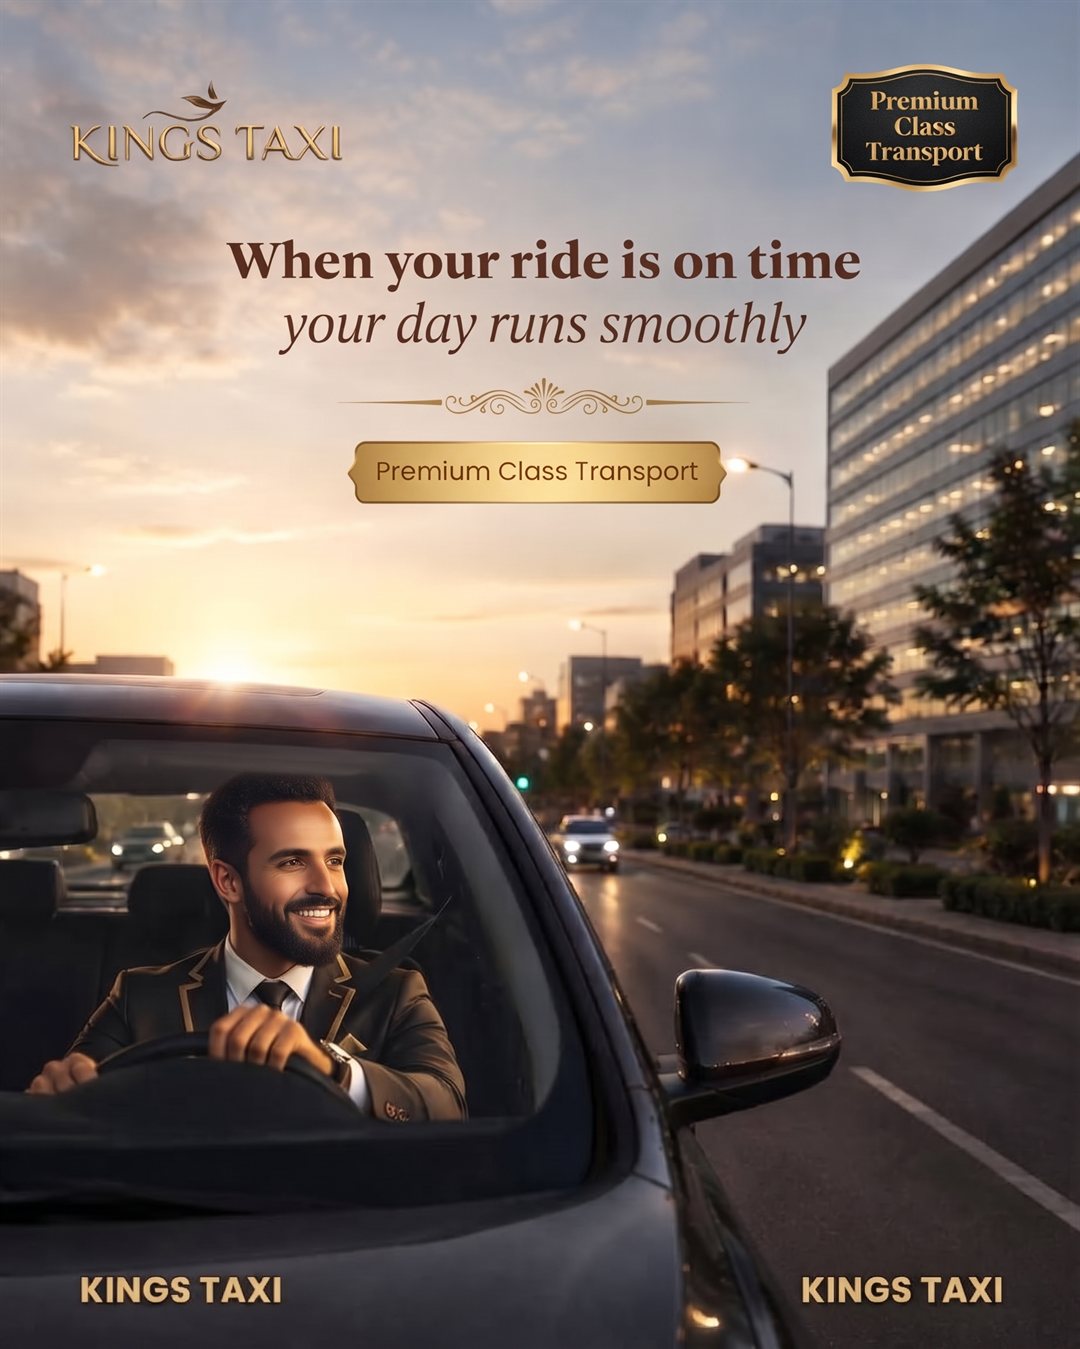 KINGS TAXI
Premium
Class
Transport
When your ride is on time
your day runs smoothly
Premium Class Transport
KINGS TAXI
KINGS TAXI